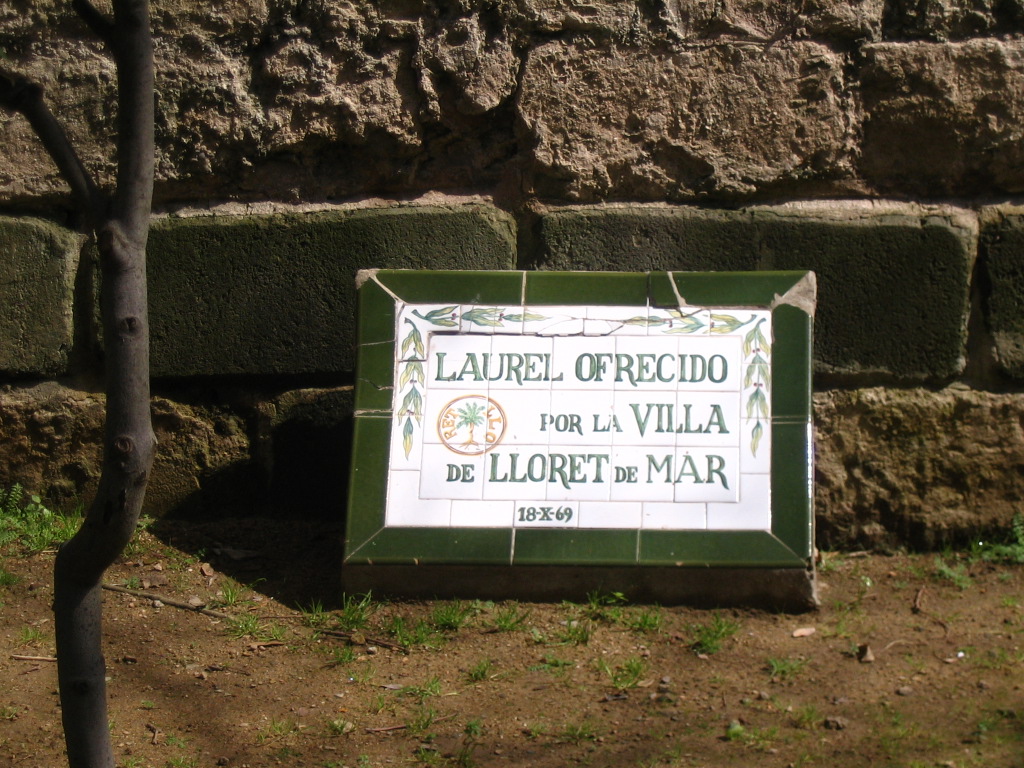 LAUREL OFRECIDO
POR LA VILLA
DE LLORET DE MAR
18-X-69